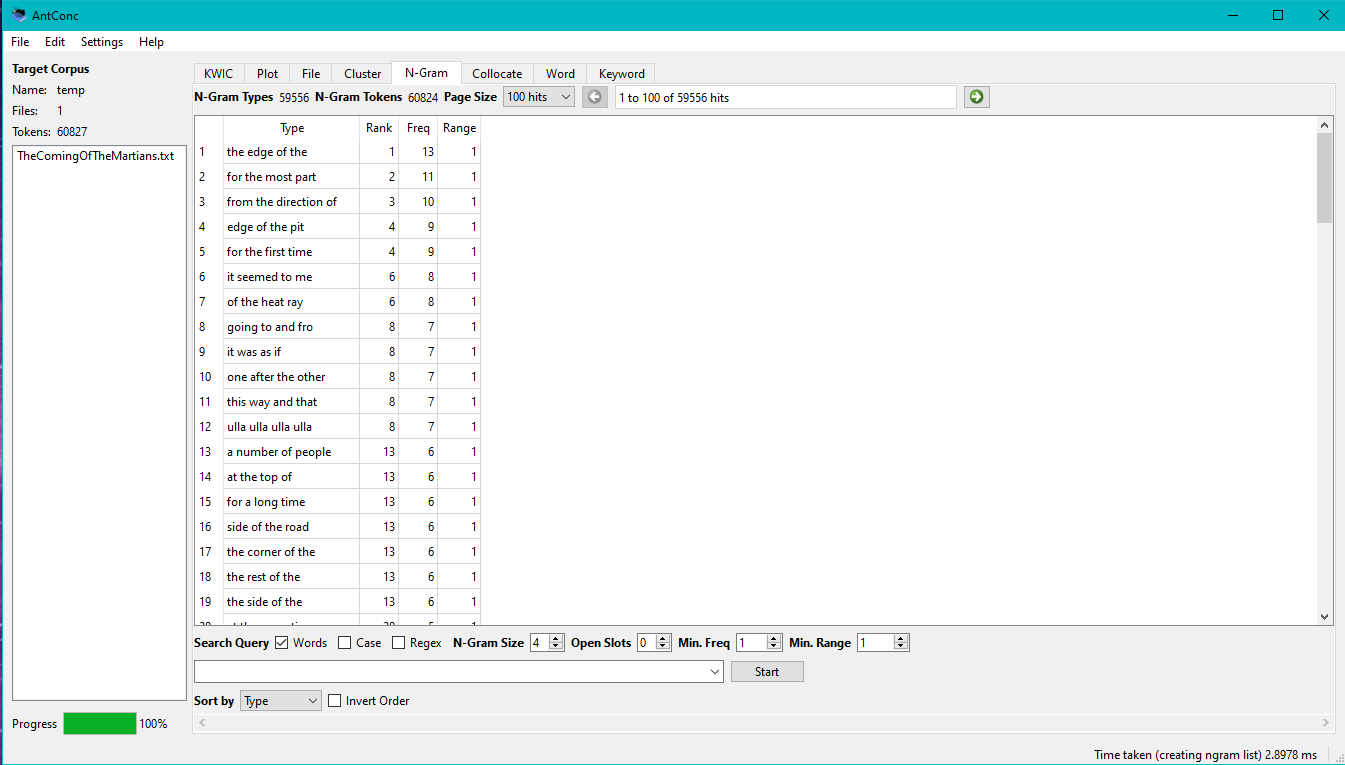 AntConc
File Edit Settings Help
Target Corpus
Name: temp
Files: 1
Tokens: 60827
TheComingOfTheMartians.txt
Progress 100%
KWIC Plot File Cluster N-Gram Collocate Word Keyword
N-Gram Types 59556 N-Gram Tokens 60824 Page Size 100 hits 1 to 100 of 59556 hits
Type Rank Freq Range
1 the edge of the 1 13 1
2 for the most part 2 11 1
3 from the direction of 3 10 1
4 edge of the pit 4 9 1
5 for the first time 4 9 1
6 it seemed to me 6 8 1
7 of the heat ray 6 8 1
8 going to and fro 8 7 1
9 it was as if 8 7 1
10 one after the other 8 7 1
11 this way and that 8 7 1
12 ulla ulla ulla ulla 8 7 1
13 a number of people 13 6 1
14 at the top of 13 6 1
15 for a long time 13 6 1
16 side of the road 13 6 1
17 the corner of the 13 6 1
18 the rest of the 13 6 1
19 the side of the 13 6 1
Search Query Words Case Regex N-Gram Size 4 Open Slots 0 Min. Freq 1 Min. Range 1
Start
Sort by Type Invert Order
Time taken (creating ngram list) 2.8978 ms